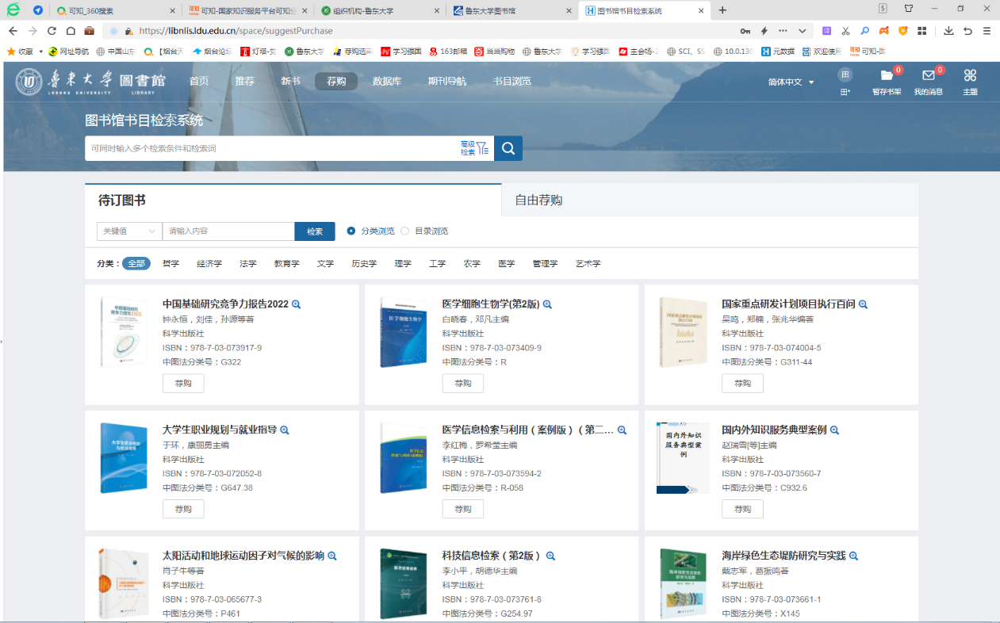 可知_360搜索
可知-国家知识服务平台可知分
组织机构-鲁东大学
鲁东大学图书馆
图书馆书目检索系统
https://libnlis.ldu.edu.cn/space/suggestPurchase
收藏
网址导航
中国山东
【烟台天
烟台论坛
灯塔-党
鲁东大学
荐购选采
学习强国
163邮箱
当当购物
鲁东大学
学习强国
主会场-2
SCI、SS
10.0.130
元数据
欢迎使用
可知-国
魯東大学 圖書館
LUDONG UNIVERSITY LIBRARY
首页
推荐
新书
荐购
数据库
期刊导航
书目浏览
简体中文
田
田*
0
暂存书架
0
我的消息
主题
图书馆书目检索系统
可同时输入多个检索条件和检索词
高级
检索
待订图书
自由荐购
关键值
请输入内容
检索
分类浏览
目录浏览
分类： 全部 哲学 经济学 法学 教育学 文学 历史学 理学 工学 农学 医学 管理学 艺术学
中国基础研究竞争力报告2022
钟永恒，刘佳，孙源等著
科学出版社
ISBN：978-7-03-073917-9
中图法分类号：G322
荐购
医学细胞生物学(第2版)
白晓春，邓凡主编
科学出版社
ISBN：978-7-03-073409-9
中图法分类号：R
荐购
国家重点研发计划项目执行百问
吴鸣，郑楠，张兆华编著
科学出版社
ISBN：978-7-03-074004-5
中图法分类号：G311-44
荐购
大学生职业规划与就业指导
于环，康丽勇主编
科学出版社
ISBN：978-7-03-072052-8
中图法分类号：G647.38
荐购
医学信息检索与利用（案例版）（第二...
李红梅，罗希莹主编
科学出版社
ISBN：978-7-03-073594-2
中图法分类号：R-058
荐购
国内外知识
服务典型案
例
国内外知识服务典型案例
赵瑞雪[等]主编
科学出版社
ISBN：978-7-03-073560-7
中图法分类号：C932.6
荐购
太阳活动和地球运动因子对气候的影响
肖子牛等著
科学出版社
ISBN：978-7-03-065677-3
中图法分类号：P461
科技信息检索（第2版）
李小平，胡德华主编
科学出版社
ISBN：978-7-03-073761-8
中图法分类号：G254.97
海岸绿色生态堤防研究与实践
戴志军，葛振鸣著
科学出版社
ISBN：978-7-03-073661-1
中图法分类号：X145